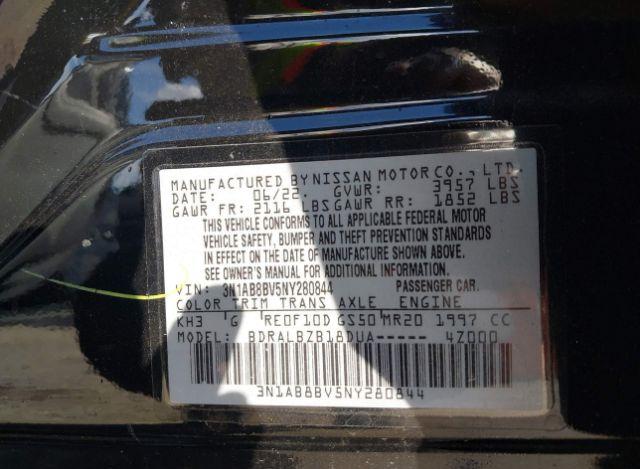 MANUFACTURED BY NISSAN MOTOR CO., LTD.
DATE: 06/22 GVWR: 3957 LBS
GAWR FR: 2116 LBS GAWR RR: 1852 LBS
THIS VEHICLE CONFORMS TO ALL APPLICABLE FEDERAL MOTOR
VEHICLE SAFETY, BUMPER AND THEFT PREVENTION STANDARDS
IN EFFECT ON THE DATE OF MANUFACTURE SHOWN ABOVE.
SEE OWNER'S MANUAL FOR ADDITIONAL INFORMATION.
VIN: 3N1AB8BV5NY280844 PASSENGER CAR.
COLOR TRIM TRANS AXLE ENGINE
KH3 G RE0F10D GS50 MR20 1997 CC
MODEL: BDRALBZB18DUA----- 4Z000
3N1AB8BV5NY280844